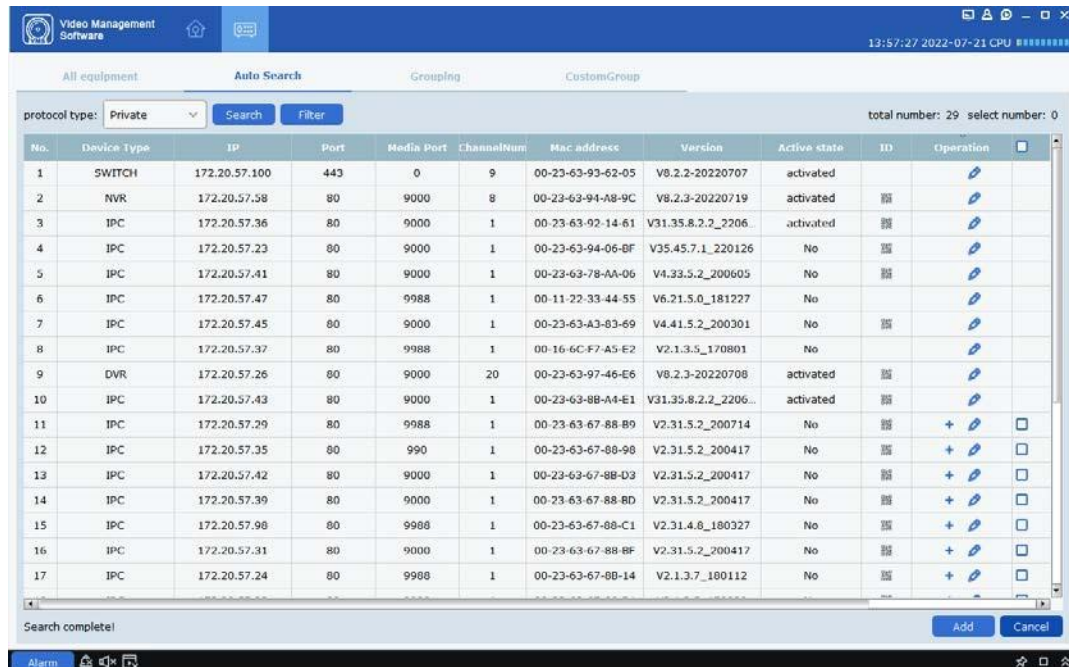 Video Management
Software
13:57:27 2022-07-21 CPU
All equipment Auto Search Grouping CustomGroup
protocol type: Private Search Filter total number: 29 select number: 0
No. Device Type IP Port Media Port ChannelNum Mac address Version Active state ID Operation
1 SWITCH 172.20.57.100 443 0 9 00-23-63-93-62-05 V8.2.2-20220707 activated
2 NVR 172.20.57.58 80 9000 8 00-23-63-94-A8-9C V8.2.3-20220719 activated
3 IPC 172.20.57.36 80 9000 1 00-23-63-92-14-61 V31.35.8.2.2_2206... activated
4 IPC 172.20.57.23 80 9000 1 00-23-63-94-06-BF V35.45.7.1_220126 No
5 IPC 172.20.57.41 80 9000 1 00-23-63-78-AA-06 V4.33.5.2_200605 No
6 IPC 172.20.57.47 80 9988 1 00-11-22-33-44-55 V6.21.5.0_181227 No
7 IPC 172.20.57.45 80 9000 1 00-23-63-A3-83-69 V4.41.5.2_200301 No
8 IPC 172.20.57.37 80 9988 1 00-16-6C-F7-A5-E2 V2.1.3.5_170801 No
9 DVR 172.20.57.26 80 9000 20 00-23-63-97-46-E6 V8.2.3-20220708 activated
10 IPC 172.20.57.43 80 9000 1 00-23-63-8B-A4-E1 V31.35.8.2.2_2206... activated
11 IPC 172.20.57.29 80 9988 1 00-23-63-67-88-B9 V2.31.5.2_200714 No
12 IPC 172.20.57.35 80 990 1 00-23-63-67-88-98 V2.31.5.2_200417 No
13 IPC 172.20.57.42 80 9000 1 00-23-63-67-8B-D3 V2.31.5.2_200417 No
14 IPC 172.20.57.39 80 9000 1 00-23-63-67-88-BD V2.31.5.2_200417 No
15 IPC 172.20.57.98 80 9988 1 00-23-63-67-88-C1 V2.31.4.8_180327 No
16 IPC 172.20.57.31 80 9000 1 00-23-63-67-88-BF V2.31.5.2_200417 No
17 IPC 172.20.57.24 80 9988 1 00-23-63-67-8B-14 V2.1.3.7_180112 No
Search complete! Add Cancel
Alarm